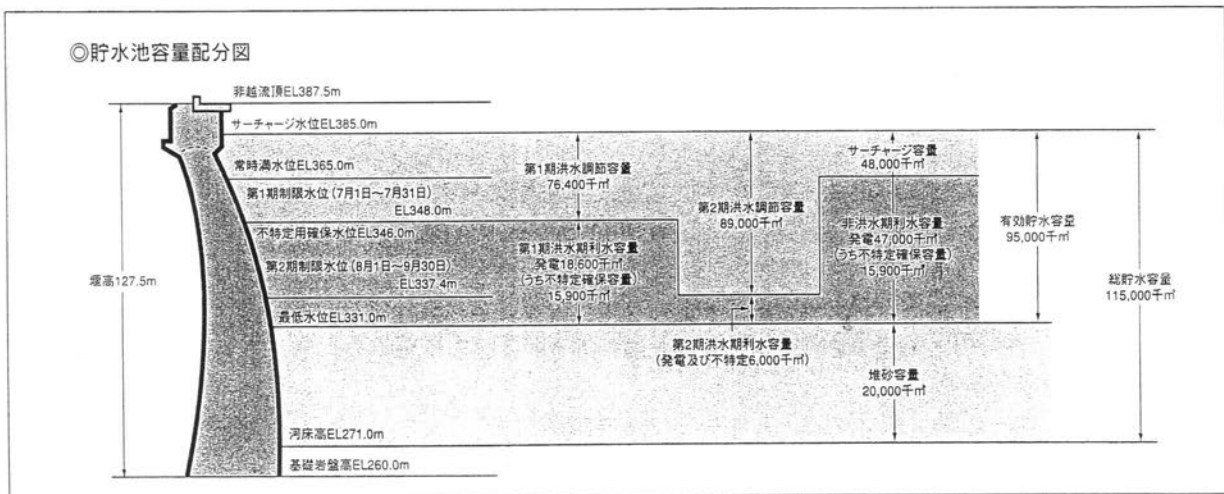 ◎貯水池容量配分図
非越流頂EL387.5m
サーチャージ水位EL385.0m
常時満水位EL365.0m
第1期制限水位(7月1日〜7月31日)
EL348.0m
不特定用確保水位EL346.0m
第2期制限水位(8月1日〜9月30日)
EL337.4m
最低水位EL331.0m
河床高EL271.0m
基礎岩盤高EL260.0m
堰高127.5m
第1期洪水調節容量
76,400千㎥
第1期洪水期利水容量
発電18,600千㎥
(うち不特定確保容量)
15,900千㎥
第2期洪水調節容量
89,000千㎥
第2期洪水期利水容量
(発電及び不特定6,000千㎥)
サーチャージ容量
48,000千㎥
非洪水期利水容量
発電47,000千㎥
(うち不特定確保容量)
15,900千㎥
堆砂容量
20,000千㎥
有効貯水容量
95,000千㎥
総貯水容量
115,000千㎥